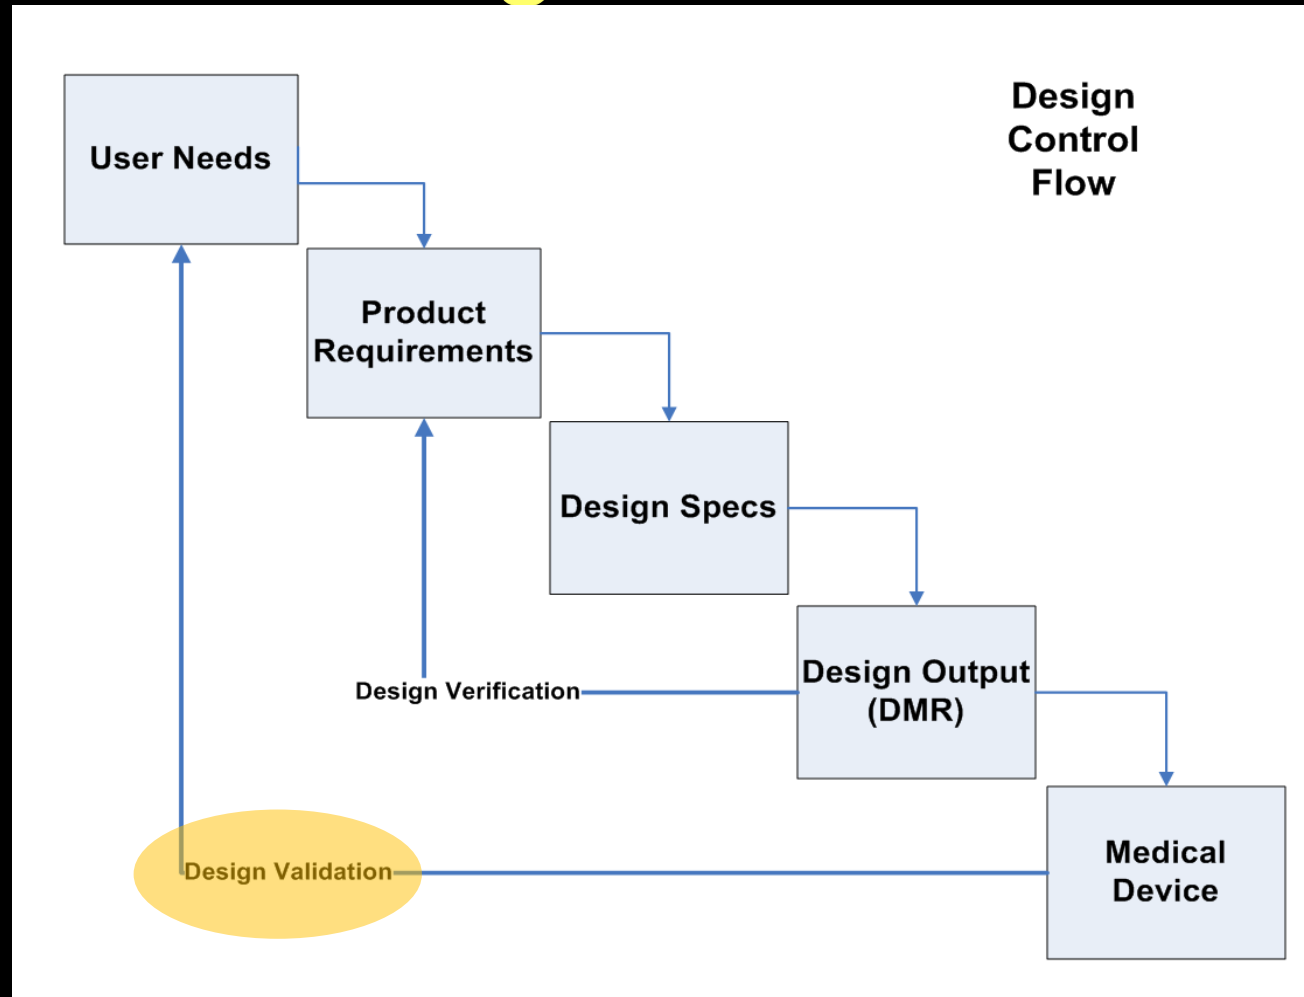 Design
Control
Flow
User Needs
Product
Requirements
Design Specs
Design Output
(DMR)
Design Verification
Medical
Device
Design Validation